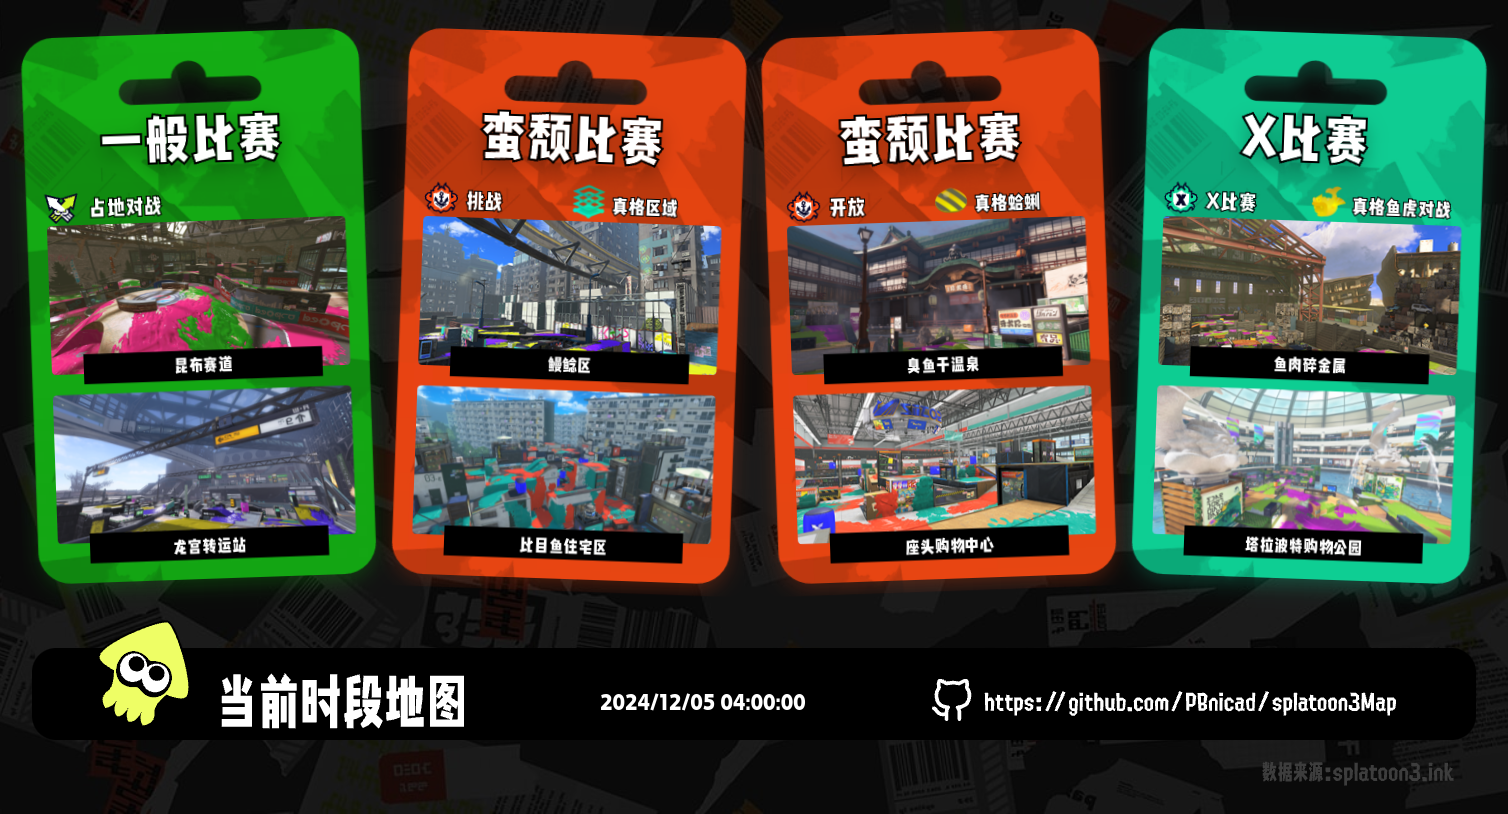 一般比赛
占地对战
昆布赛道
龙宫转运站
蛮颓比赛
挑战
真格区域
鳗鲶区
比目鱼住宅区
蛮颓比赛
开放
真格蛤蜊
臭鱼干温泉
座头购物中心
X比赛
X比赛
真格鱼虎对战
鱼肉碎金属
塔拉波特购物公园
当前时段地图
2024/12/05 04:00:00
https://github.com/PBnicad/splatoon3Map
数据来源:splatoon3.ink